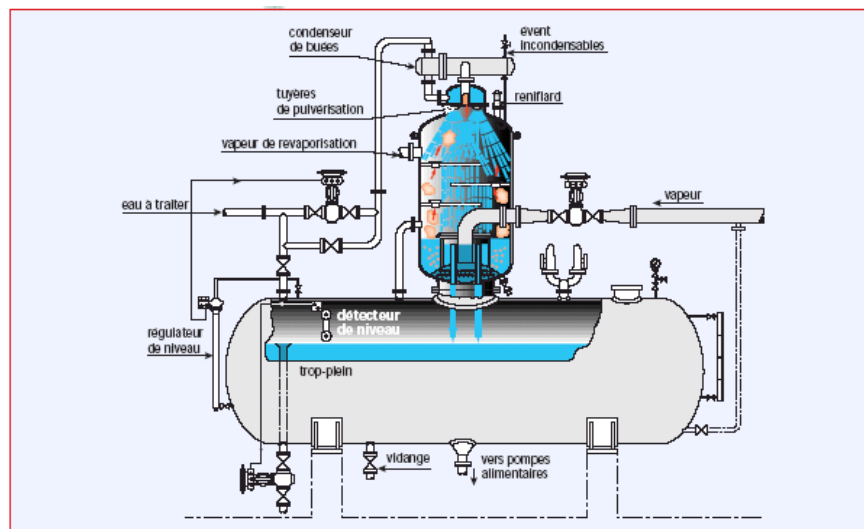 condenseur
de buées
évent
incondensables
tuyères
de pulvérisation
reniflard
vapeur de revaporisation
eau à traiter
vapeur
détecteur
de niveau
régulateur
de niveau
trop-plein
vidange
vers pompes
alimentaires